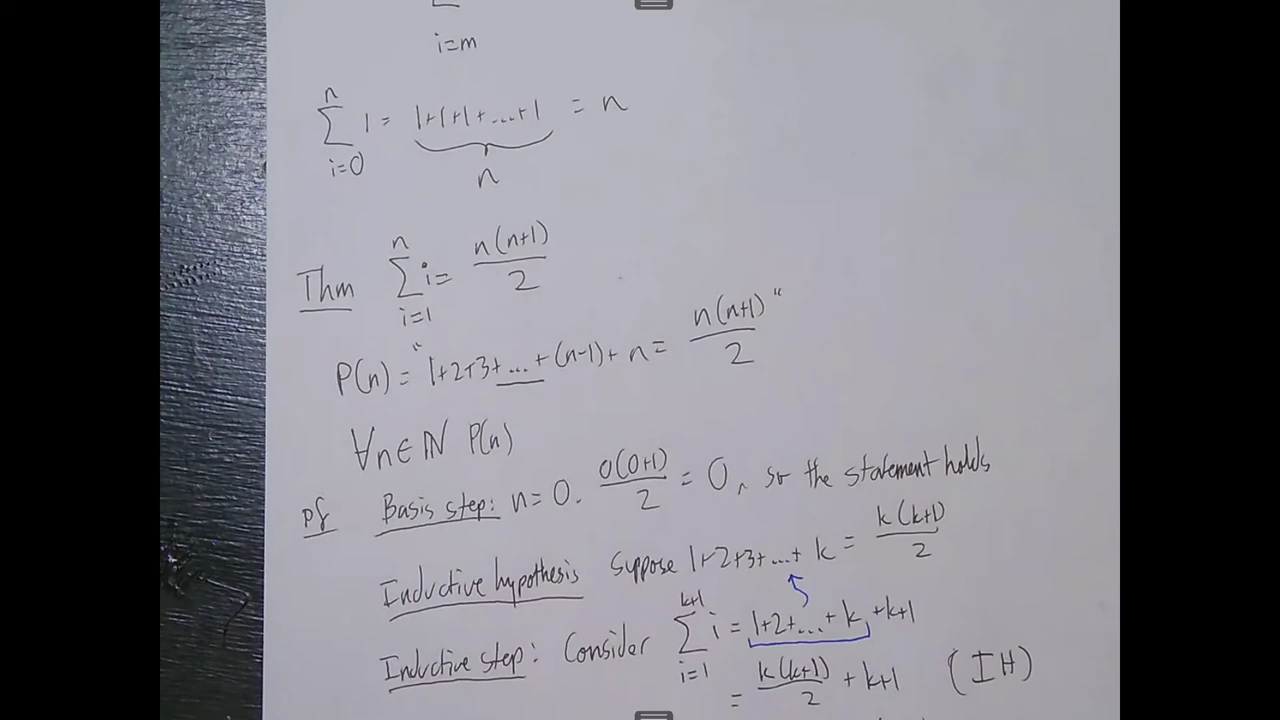 i=m
n
∑ 1 = 1+1+1+...+1 = n
i=0
n
Thm n ∑ i=1 i = n(n+1)/2
P(n) = "1+2+3+...+(n-1)+n = n(n+1)/2"
∀n∈ℕ P(n)
pf Basis step: n=0. 0(0+1)/2 = 0, so the statement holds
Inductive hypothesis Suppose 1+2+3+...+k = k(k+1)/2
Inductive step: Consider k+1 ∑ i=1 i = 1+2+...+k+k+1
= k(k+1)/2 + k+1 (IH)